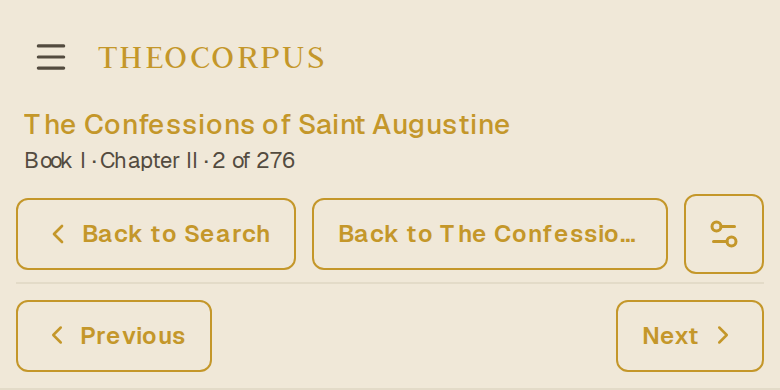 THEOCORPUS
The Confessions of Saint Augustine
Book I · Chapter II · 2 of 276
Back to Search
Back to The Confessio...
Previous
Next